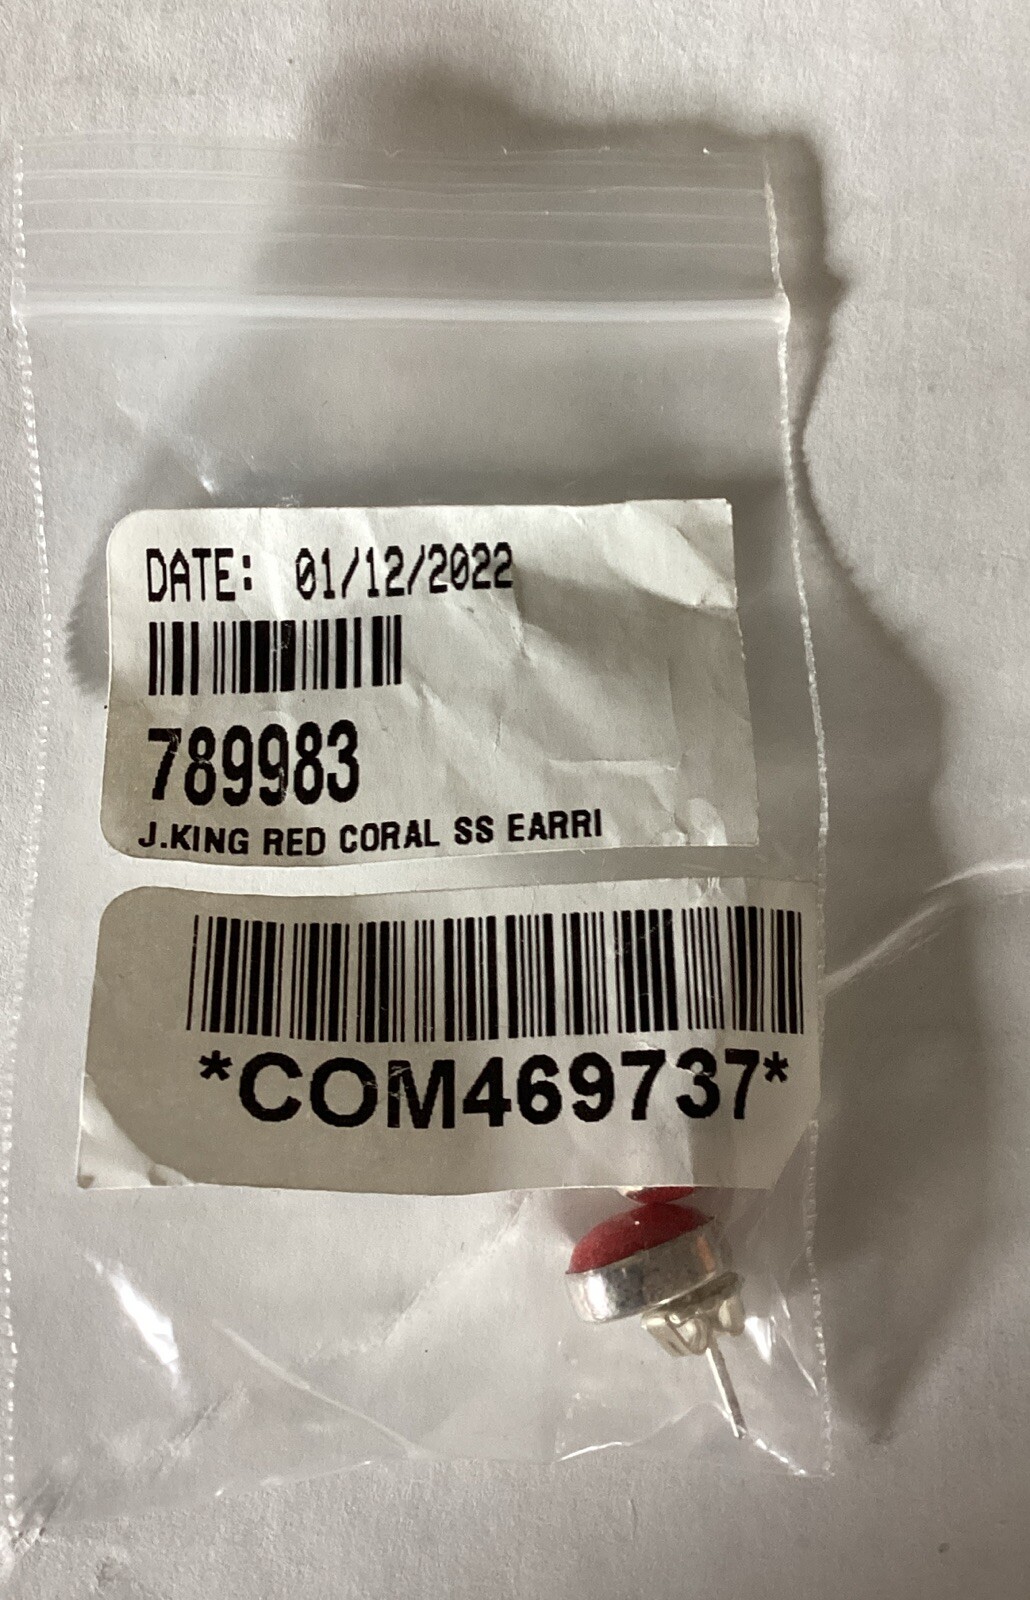 DATE: 01/12/2022
789983
J.KING RED CORAL SS EARRI
*COM469737*